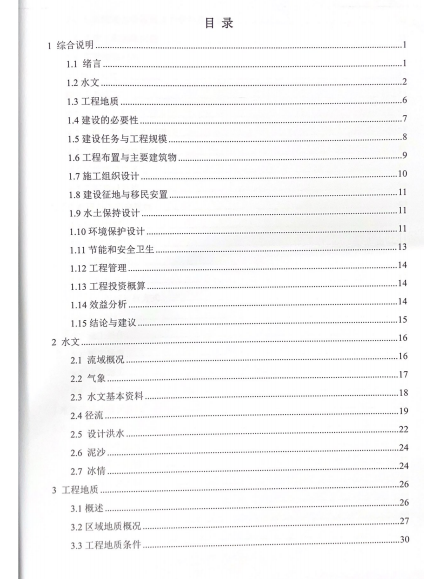 目 录
1 综合说明........1
1.1 绪言........1
1.2 水文........2
1.3 工程地质........6
1.4 建设的必要性........7
1.5 建设任务与工程规模........8
1.6 工程布置与主要建筑物........9
1.7 施工组织设计........10
1.8 建设征地与移民安置........11
1.9 水土保持设计........11
1.10 环境保护设计........11
1.11 节能和安全卫生........13
1.12 工程管理........14
1.13 工程投资概算........14
1.14 效益分析........14
1.15 结论与建议........15
2 水文........16
2.1 流域概况........16
2.2 气象........17
2.3 水文基本资料........18
2.4 径流........19
2.5 设计洪水........22
2.6 泥沙........24
2.7 冰情........24
3 工程地质........26
3.1 概述........26
3.2 区域地质概况........27
3.3 工程地质条件........30